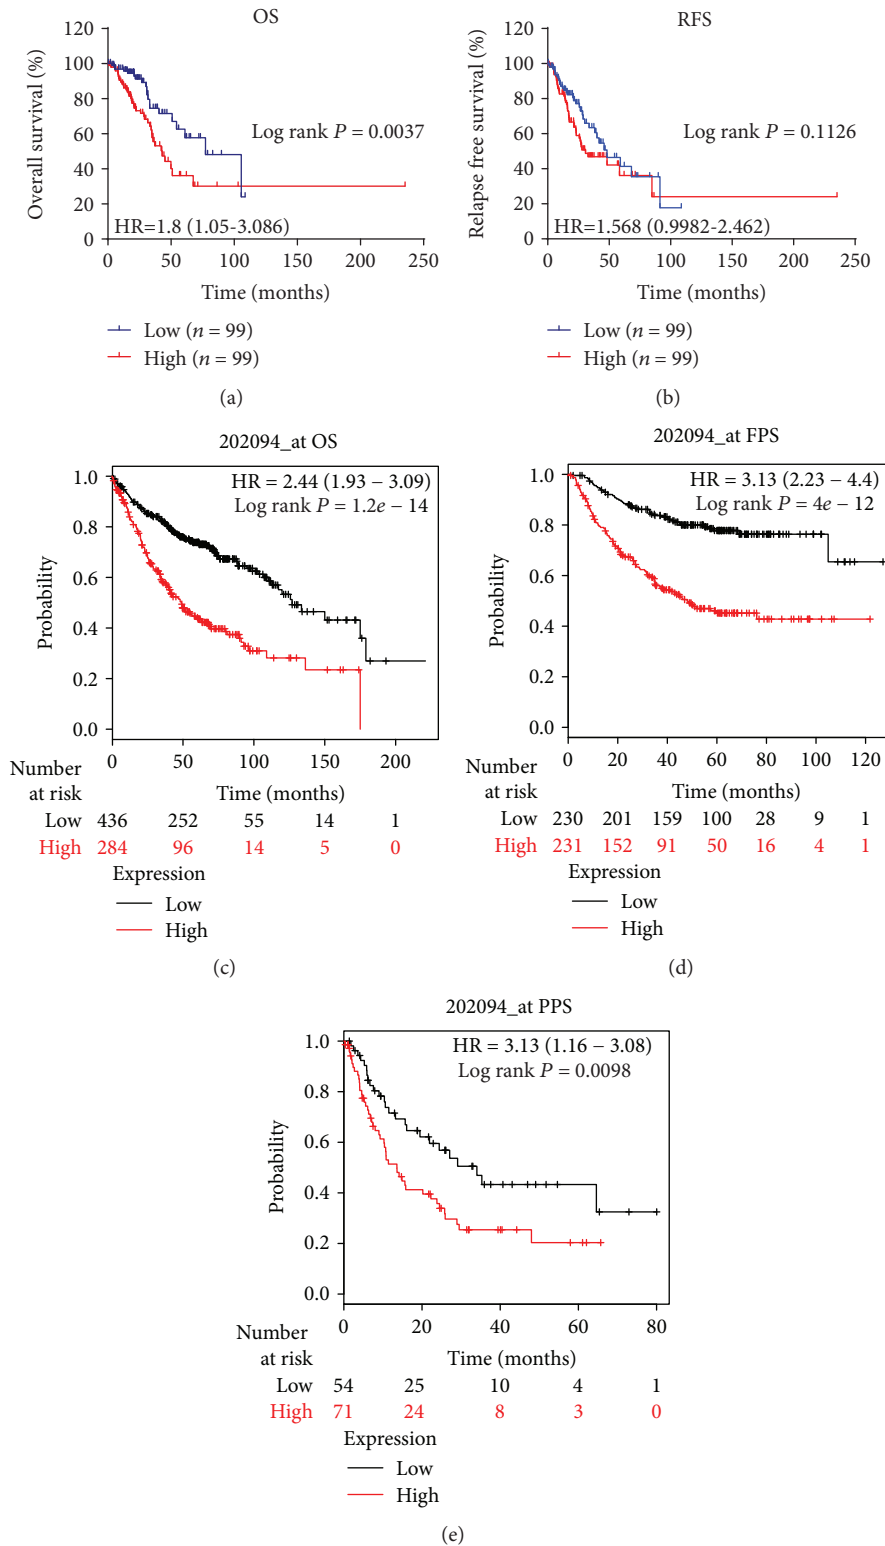 OS
Overall survival (%)
120
100
80
60
40
20
0
Log rank P = 0.0037
HR=1.8 (1.05-3.086)
0 50 100 150 200 250
Time (months)
Low (n = 99)
High (n = 99)
(a)
RFS
Relapse free survival (%)
120
100
80
60
40
20
0
Log rank P = 0.1126
HR=1.568 (0.9982-2.462)
0 50 100 150 200 250
Time (months)
Low (n = 99)
High (n = 99)
(b)
202094_at OS
Probability
1.0
0.8
0.6
0.4
0.2
0.0
HR = 2.44 (1.93 − 3.09)
Log rank P = 1.2e − 14
0 50 100 150 200
Time (months)
Number
at risk
Low 436 252 55 14 1
High 284 96 14 5 0
Expression
Low
High
(c)
202094_at FPS
Probability
1.0
0.8
0.6
0.4
0.2
0.0
HR = 3.13 (2.23 − 4.4)
Log rank P = 4e − 12
0 20 40 60 80 100 120
Time (months)
Number
at risk
Low 230 201 159 100 28 9 1
High 231 152 91 50 16 4 1
Expression
Low
High
(d)
202094_at PPS
Probability
1.0
0.8
0.6
0.4
0.2
0.0
HR = 3.13 (1.16 − 3.08)
Log rank P = 0.0098
0 20 40 60 80
Time (months)
Number
at risk
Low 54 25 10 4 1
High 71 24 8 3 0
Expression
Low
High
(e)